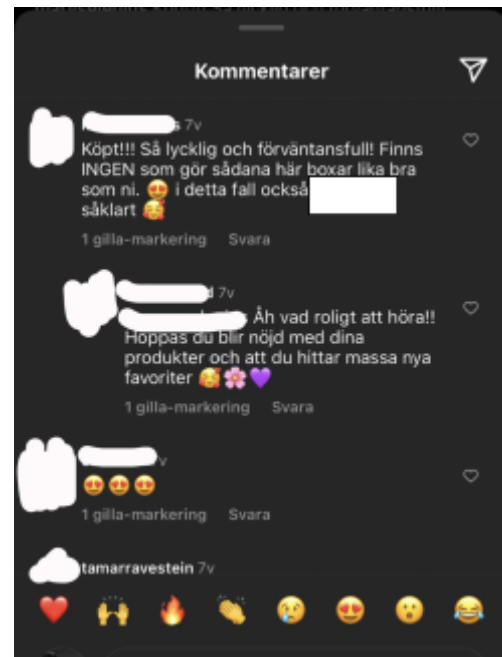 Kommentarer
s 7v
Köpt!!! Så lycklig och förväntansfull! Finns
INGEN som gör sådana här boxar lika bra
som ni. 😍 i detta fall också
såklart 🥰
1 gilla-markering Svara
7v
Åh vad roligt att höra!!
Hoppas du blir nöjd med dina
produkter och att du hittar massa nya
favoriter 🥰🌸💜
1 gilla-markering Svara
v
😍😍😍
1 gilla-markering Svara
tamarravestein 7v
❤️ 🙌 🔥 👏 😢 😍 😮 😂